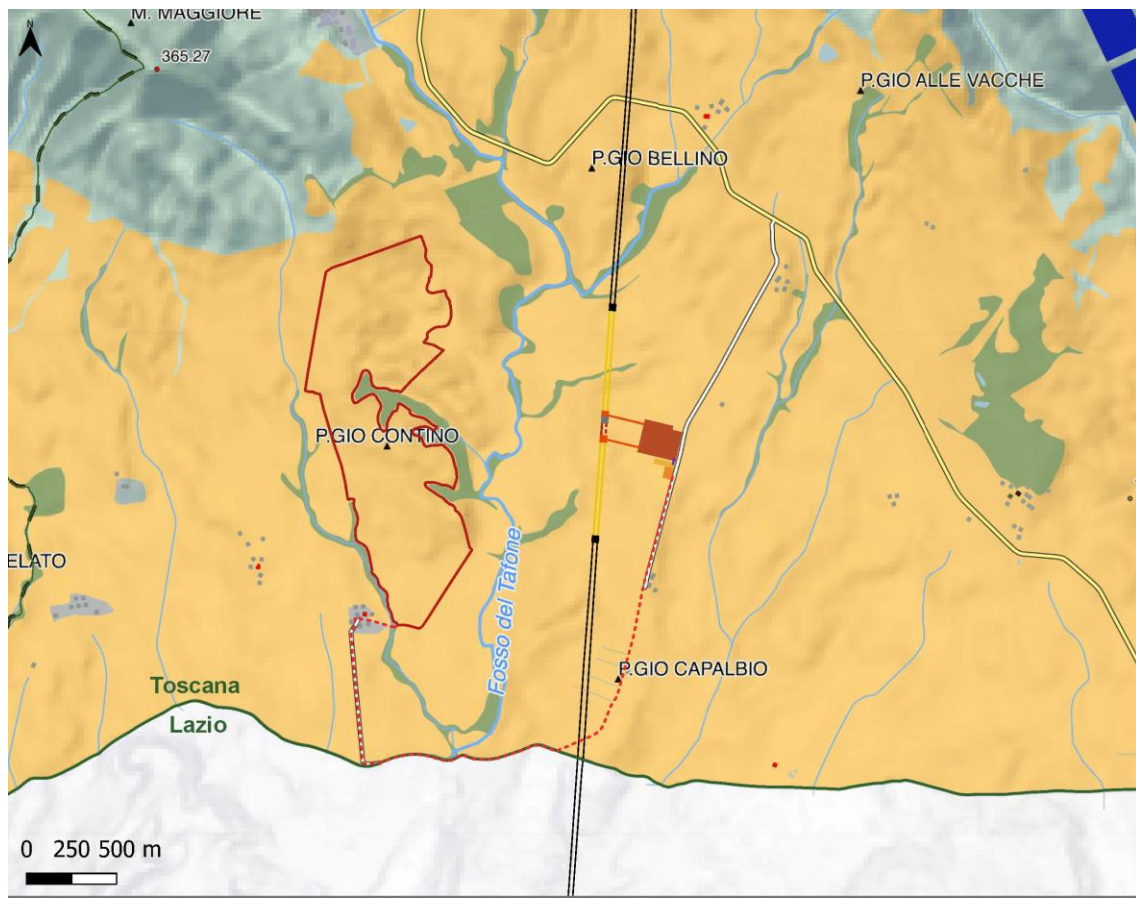 M. MAGGIORE
N
365.27
P.GIO ALLE VACCHE
P.GIO BELLINO
P.GIO CONTINO
ELATO
Fosso del Tafone
P.GIO CAPALBIO
Toscana
Lazio
0 250 500 m